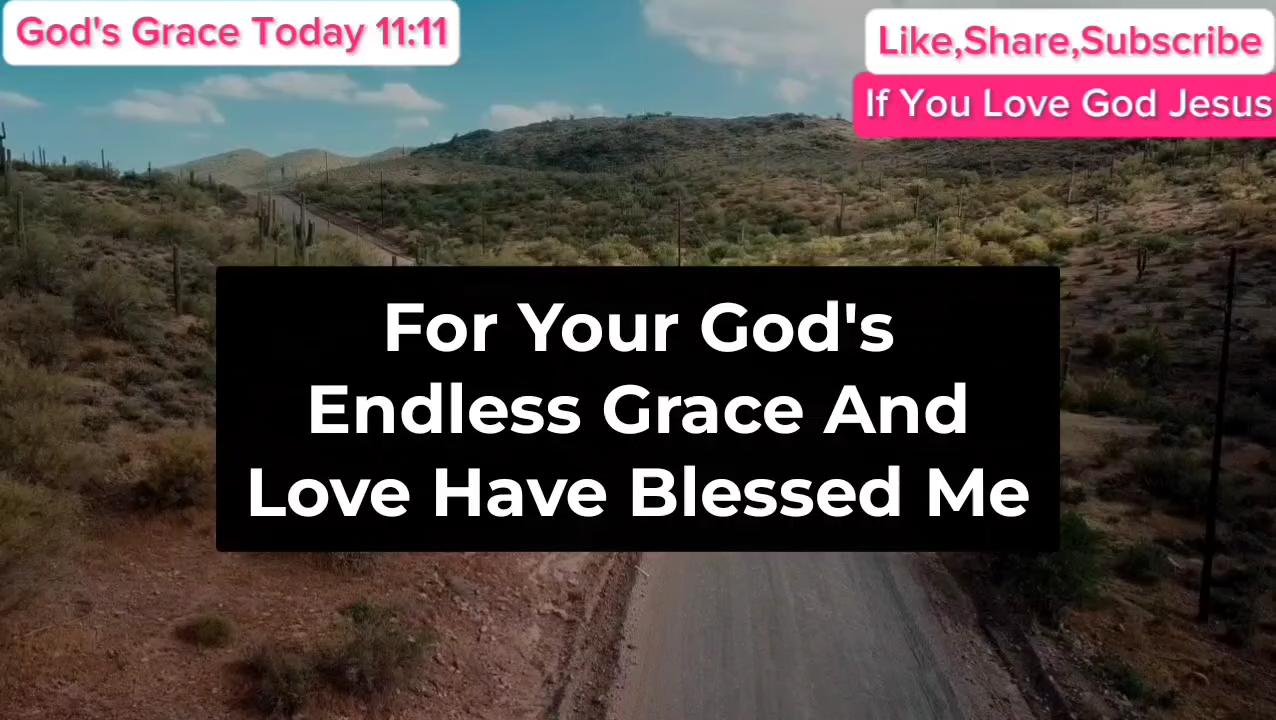 God's Grace Today 11:11
Like,Share,Subscribe
If You Love God Jesus
For Your God's
Endless Grace And
Love Have Blessed Me